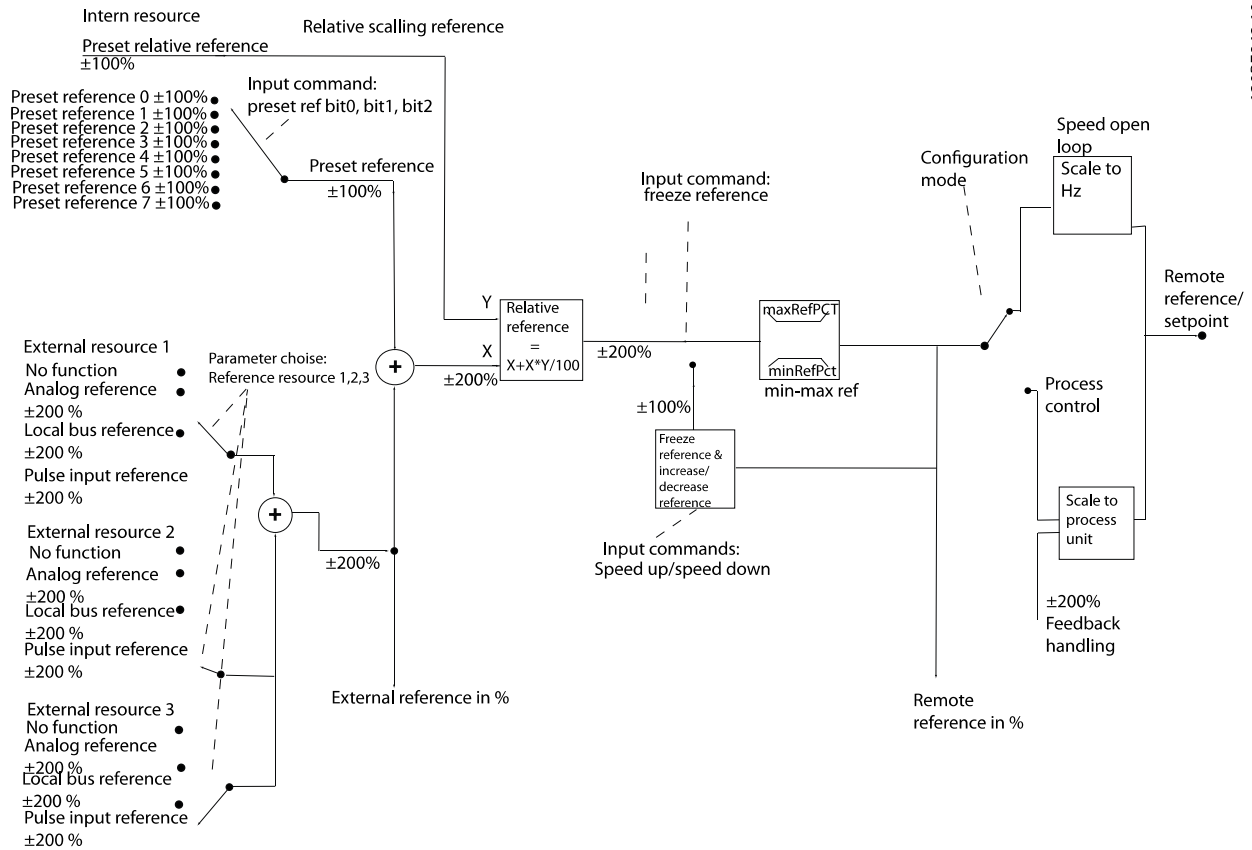 Intern resource
Relative scalling reference
Preset relative reference
±100%
Input command:
preset ref bit0, bit1, bit2
Preset reference 0 ±100%
Preset reference 1 ±100%
Preset reference 2 ±100%
Preset reference 3 ±100%
Preset reference 4 ±100%
Preset reference 5 ±100%
Preset reference 6 ±100%
Preset reference 7 ±100%
Preset reference
±100%
Input command:
freeze reference
Configuration
mode
Speed open
loop
Scale to
Hz
Remote
reference/
setpoint
Y
X
Relative
reference
=
X+X*Y/100
±200%
±200%
maxRefPCT
minRefPct
min-max ref
+
External resource 1
No function
Analog reference
±200 %
Local bus reference
±200 %
Pulse input reference
±200 %
Parameter choise:
Reference resource 1,2,3
±100%
Freeze
reference &
increase/
decrease
reference
Input commands:
Speed up/speed down
Process
control
Scale to
process
unit
±200%
Feedback
handling
+
±200%
External resource 2
No function
Analog reference
±200 %
Local bus reference
±200 %
Pulse input reference
±200 %
External reference in %
Remote
reference in %
External resource 3
No function
Analog reference
±200 %
Local bus reference
±200 %
Pulse input reference
±200 %